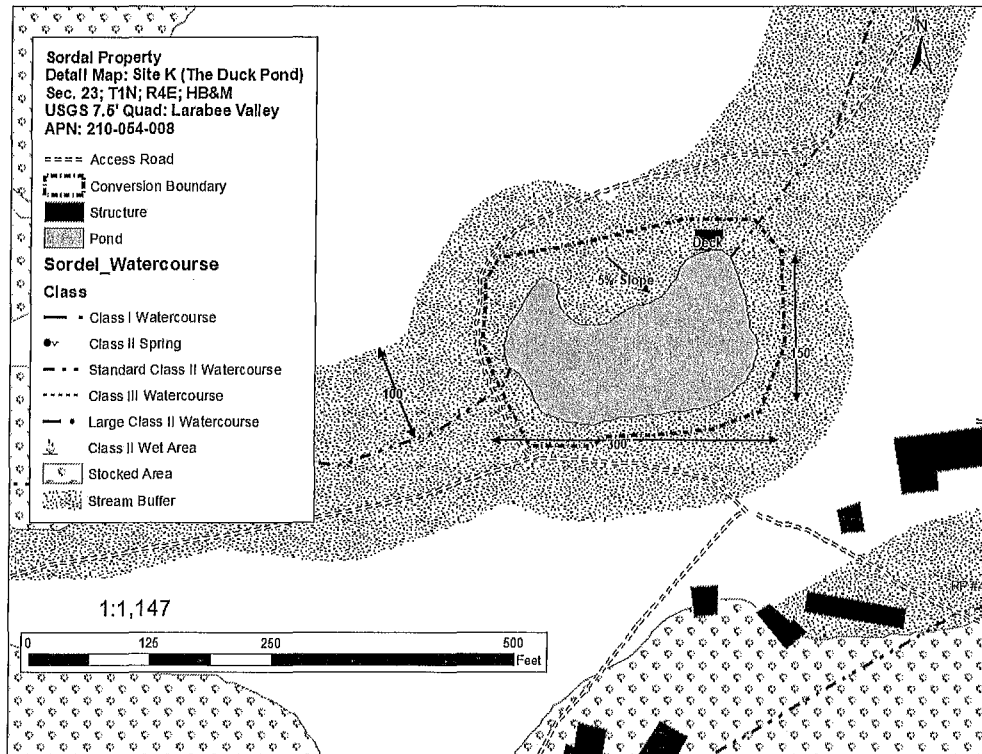 Sordal Property
Detail Map: Site K (The Duck Pond)
Sec. 23; T1N; R4E; HB&M
USGS 7.5' Quad: Larabee Valley
APN: 210-054-008
Access Road
Conversion Boundary
Structure
Pond
Sordel_Watercourse
Class
Class I Watercourse
Class II Spring
Standard Class II Watercourse
Class III Watercourse
Large Class II Watercourse
Class II Wet Area
Stocked Area
Stream Buffer
N
Deck
5% Slope
150
100
1:1,147
0 125 250 500
Feet